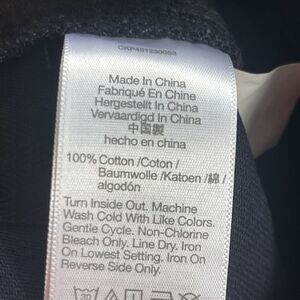 CKP481230053
Made In China
Fabriqué En Chine
Hergestellt In China
Vervaardigd In China
中国製
hecho en china
100% Cotton /Coton /
Baumwolle /Katoen /綿 /
algodón
Turn Inside Out. Machine
Wash Cold With Like Colors.
Gentle Cycle. Non-Chlorine
Bleach Only. Line Dry. Iron
On Lowest Setting. Iron On
Reverse Side Only.